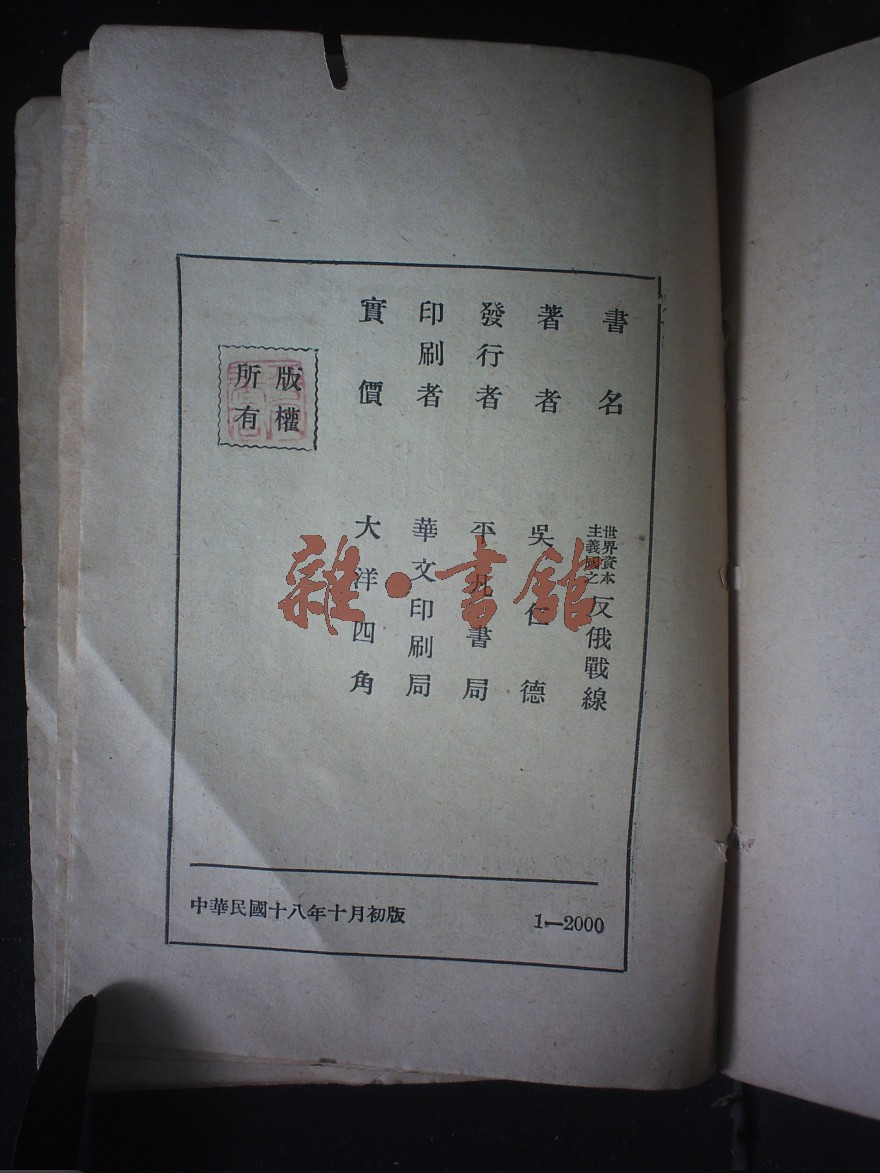 書名 世界資本主義國之反俄戰線
著者 吳仁德
發行者 平凡書局
印刷者 華文印刷局
實價 大洋四角
版權所有
中華民國十八年十月初版
1—2000
雜·書館